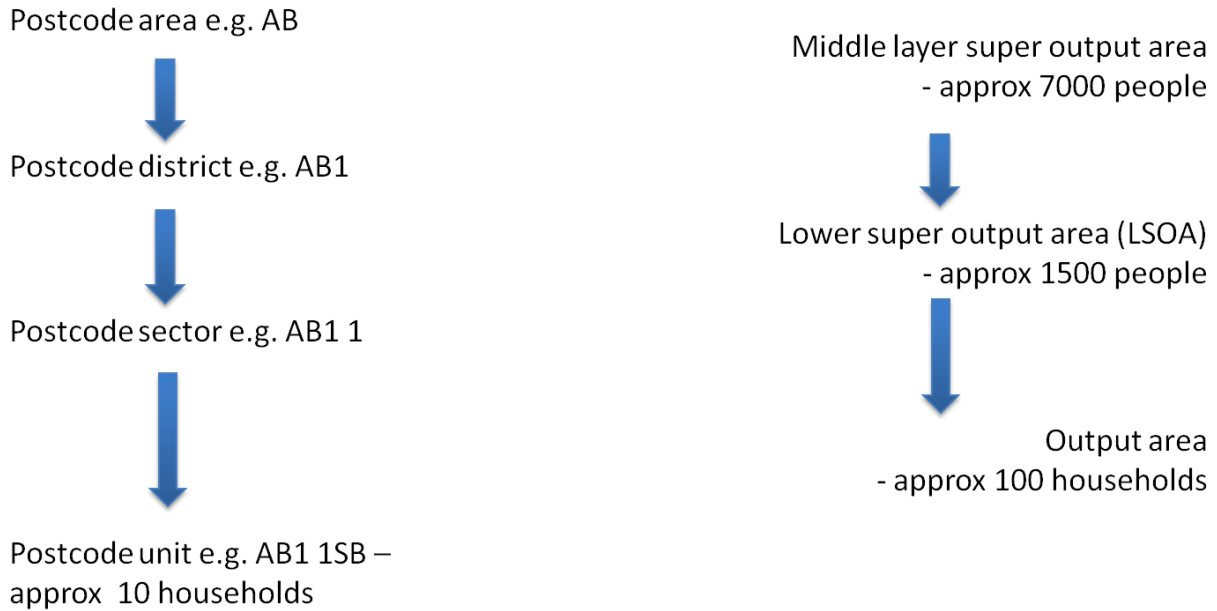 Postcode area e.g. AB
Postcode district e.g. AB1
Postcode sector e.g. AB1 1
Postcode unit e.g. AB1 1SB –
approx 10 households
Middle layer super output area
- approx 7000 people
Lower super output area (LSOA)
- approx 1500 people
Output area
- approx 100 households